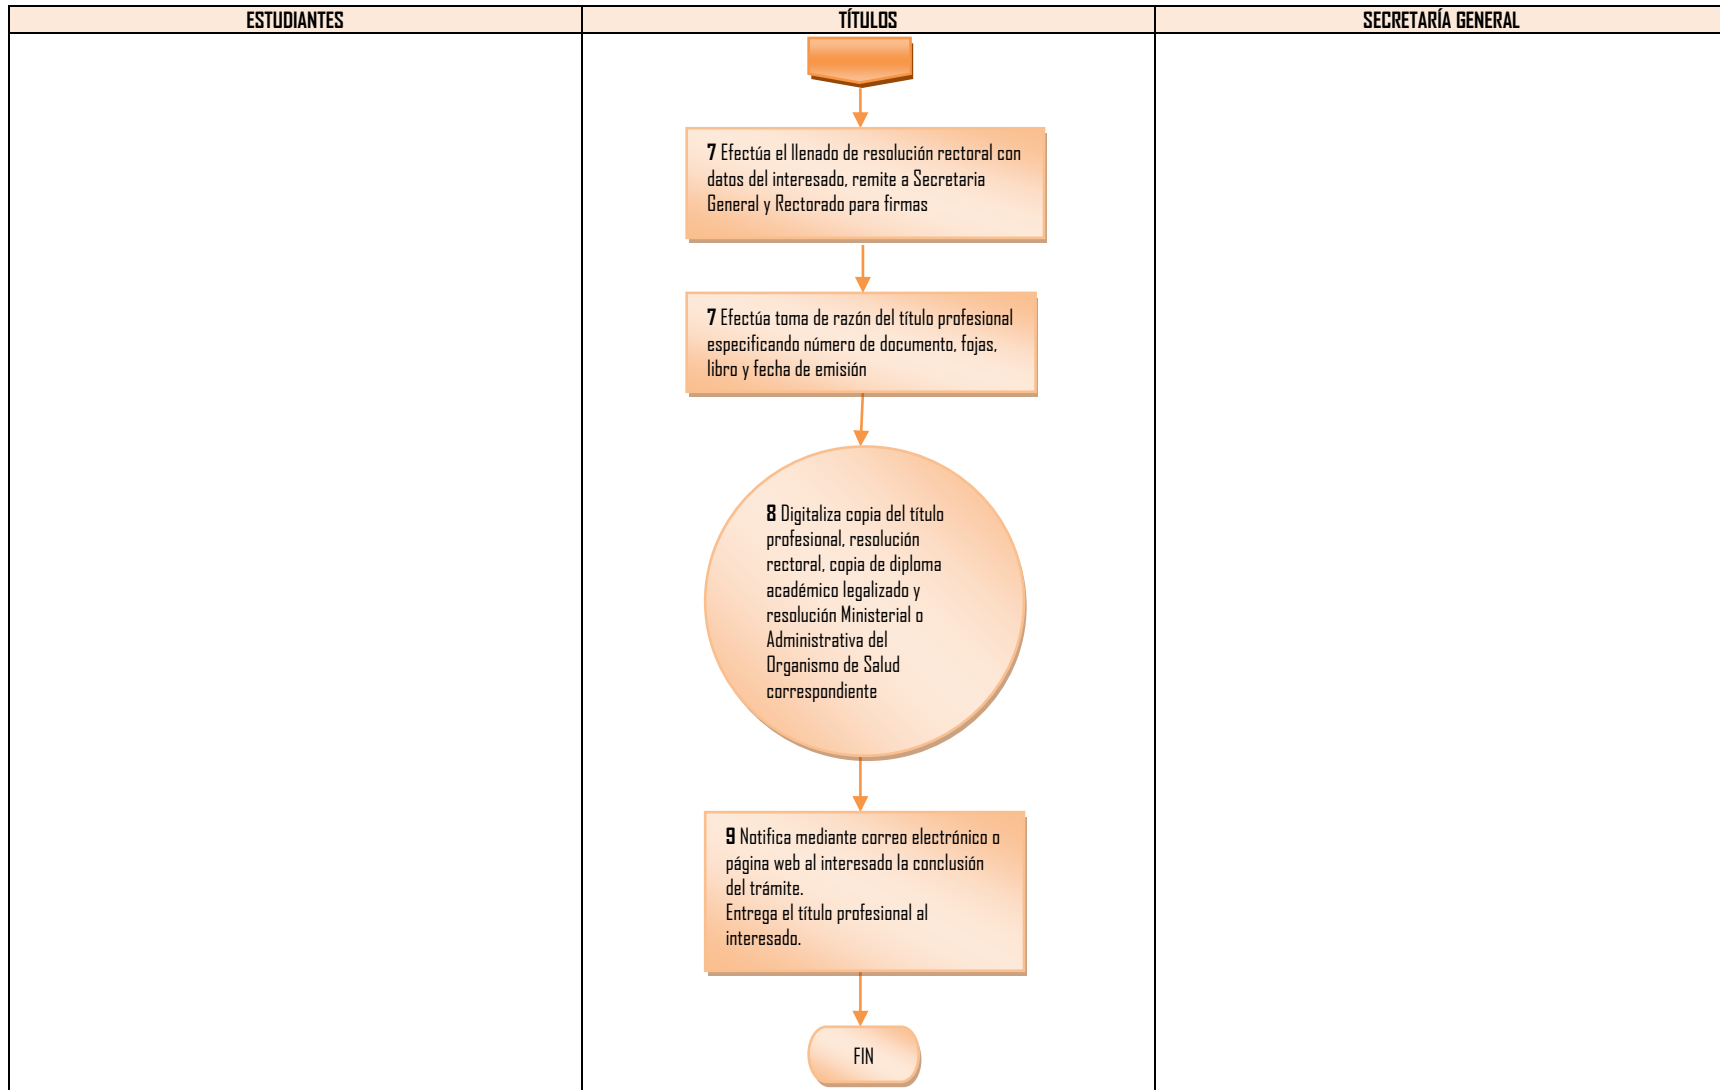 ESTUDIANTES
TÍTULOS
SECRETARÍA GENERAL
7 Efectúa el llenado de resolución rectoral con
datos del interesado, remite a Secretaria
General y Rectorado para firmas
7 Efectúa toma de razón del título profesional
especificando número de documento, fojas,
libro y fecha de emisión
8 Digitaliza copia del título
profesional, resolución
rectoral, copia de diploma
académico legalizado y
resolución Ministerial o
Administrativa del
Organismo de Salud
correspondiente
9 Notifica mediante correo electrónico o
página web al interesado la conclusión
del trámite.
Entrega el título profesional al
interesado.
FIN